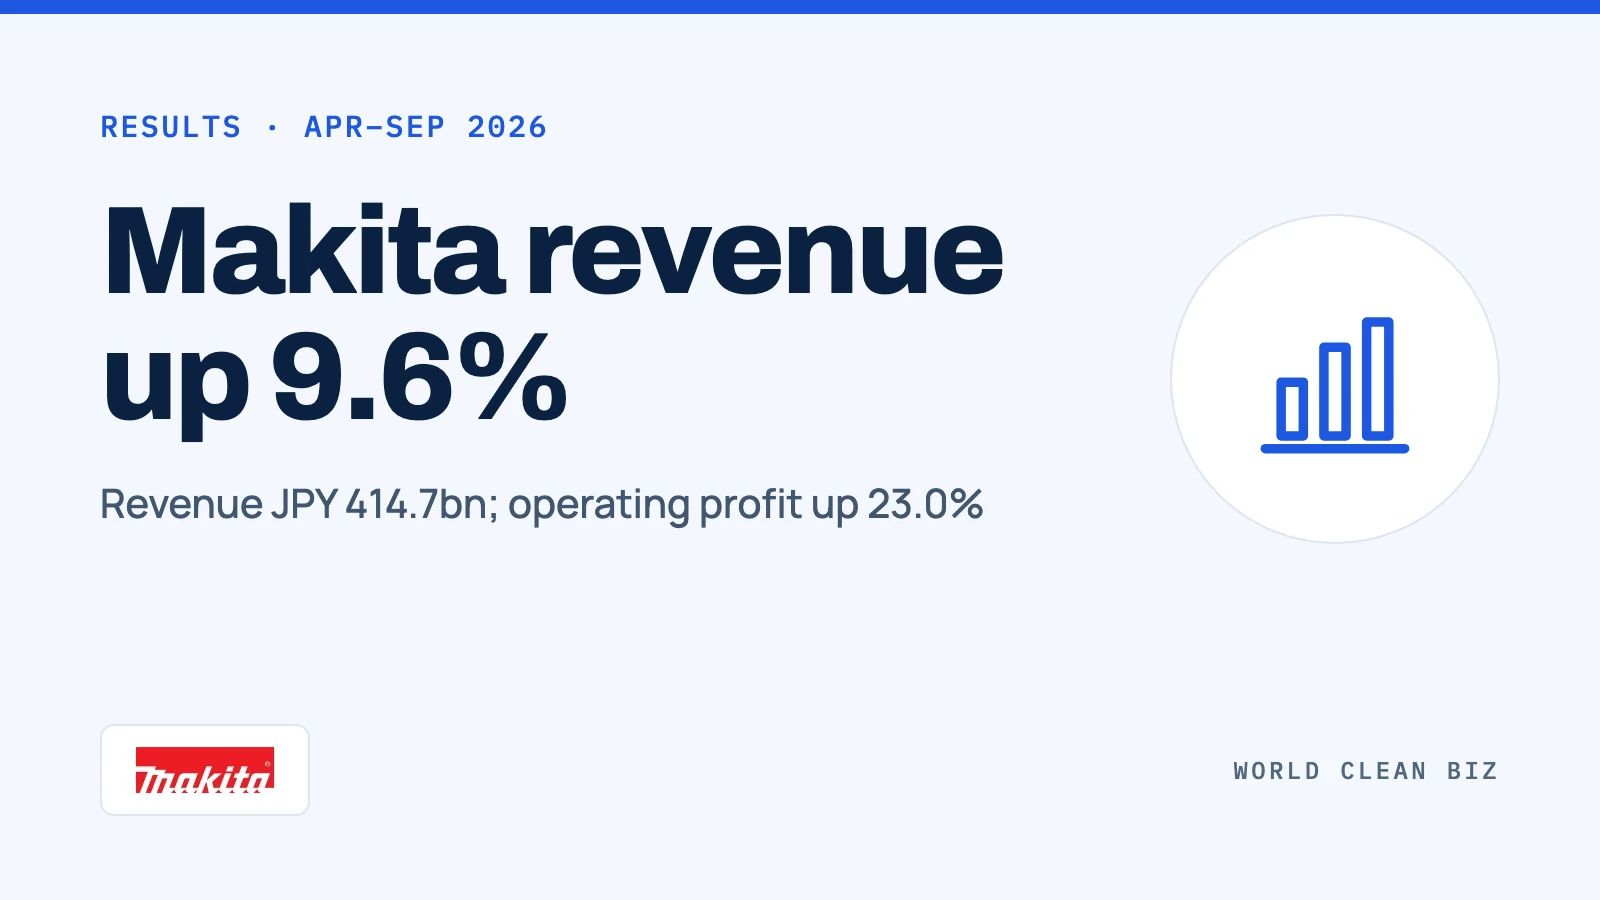 RESULTS · APR–SEP 2026
Makita revenue
up 9.6%
Revenue JPY 414.7bn; operating profit up 23.0%
makita®
WORLD CLEAN BIZ